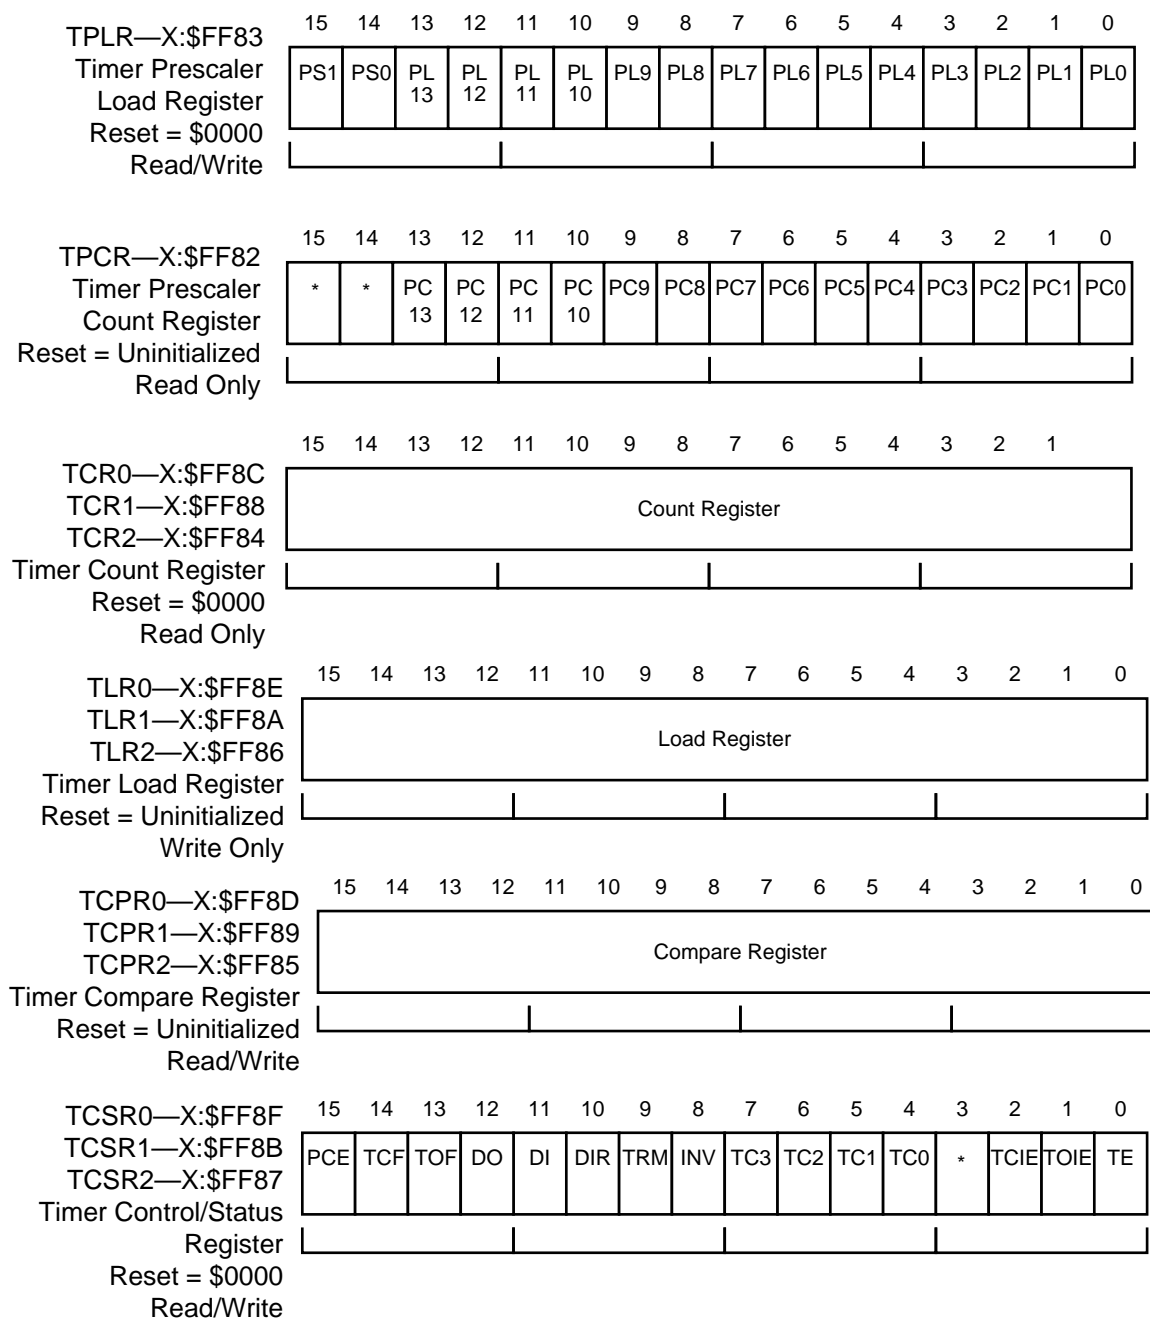 15 14 13 12 11 10 9 8 7 6 5 4 3 2 1 0
TPLR—X:$FF83
Timer Prescaler
Load Register
Reset = $0000
Read/Write
PS1 PS0 PL PL PL PL PL9 PL8 PL7 PL6 PL5 PL4 PL3 PL2 PL1 PL0
13 12 11 10
15 14 13 12 11 10 9 8 7 6 5 4 3 2 1 0
TPCR—X:$FF82
Timer Prescaler
Count Register
Reset = Uninitialized
Read Only
* * PC PC PC PC PC9 PC8 PC7 PC6 PC5 PC4 PC3 PC2 PC1 PC0
13 12 11 10
15 14 13 12 11 10 9 8 7 6 5 4 3 2 1
TCR0—X:$FF8C
TCR1—X:$FF88
TCR2—X:$FF84
Timer Count Register
Reset = $0000
Read Only
Count Register
15 14 13 12 11 10 9 8 7 6 5 4 3 2 1 0
TLR0—X:$FF8E
TLR1—X:$FF8A
TLR2—X:$FF86
Timer Load Register
Reset = Uninitialized
Write Only
Load Register
15 14 13 12 11 10 9 8 7 6 5 4 3 2 1 0
TCPR0—X:$FF8D
TCPR1—X:$FF89
TCPR2—X:$FF85
Timer Compare Register
Reset = Uninitialized
Read/Write
Compare Register
15 14 13 12 11 10 9 8 7 6 5 4 3 2 1 0
TCSR0—X:$FF8F
TCSR1—X:$FF8B
TCSR2—X:$FF87
Timer Control/Status
Register
Reset = $0000
Read/Write
PCE TCF TOF DO DI DIR TRM INV TC3 TC2 TC1 TC0 * TCIE TOIE TE